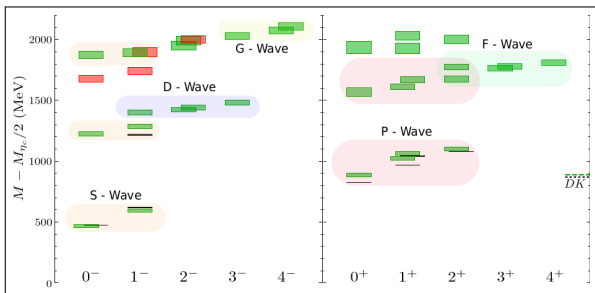 M − M_{η_c}/2 (MeV)
2000
1500
1000
500
0
G - Wave
D - Wave
S - Wave
F - Wave
P - Wave
DK
0⁻ 1⁻ 2⁻ 3⁻ 4⁻ 0⁺ 1⁺ 2⁺ 3⁺ 4⁺